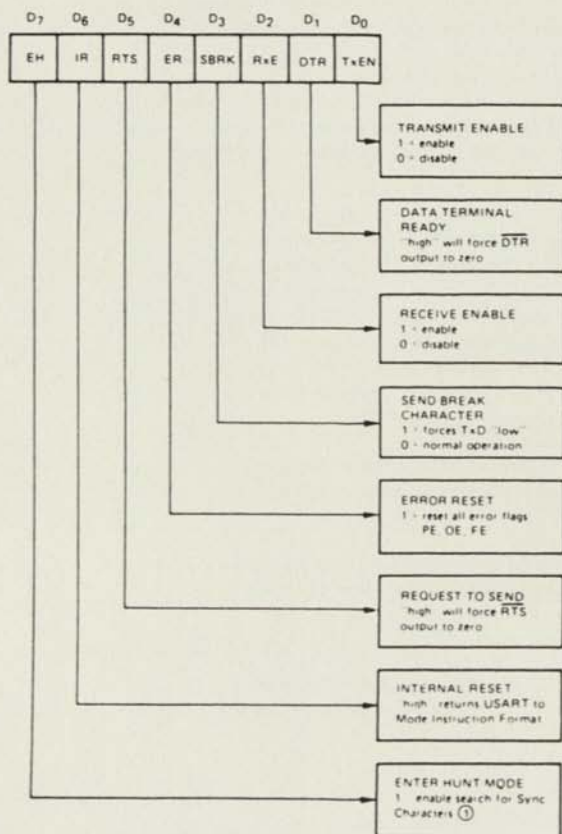 D7 D6 D5 D4 D3 D2 D1 D0
EH IR RTS ER SBRK RxE DTR TxEN
TRANSMIT ENABLE
1 = enable
0 = disable
DATA TERMINAL
READY
"high" will force DTR
output to zero
RECEIVE ENABLE
1 = enable
0 = disable
SEND BREAK
CHARACTER
1 = forces TxD "low"
0 = normal operation
ERROR RESET
1 = reset all error flags
PE, OE, FE
REQUEST TO SEND
"high" will force RTS
output to zero
INTERNAL RESET
"high" returns USART to
Mode Instruction Format
ENTER HUNT MODE
1 enable search for Sync
Characters ①